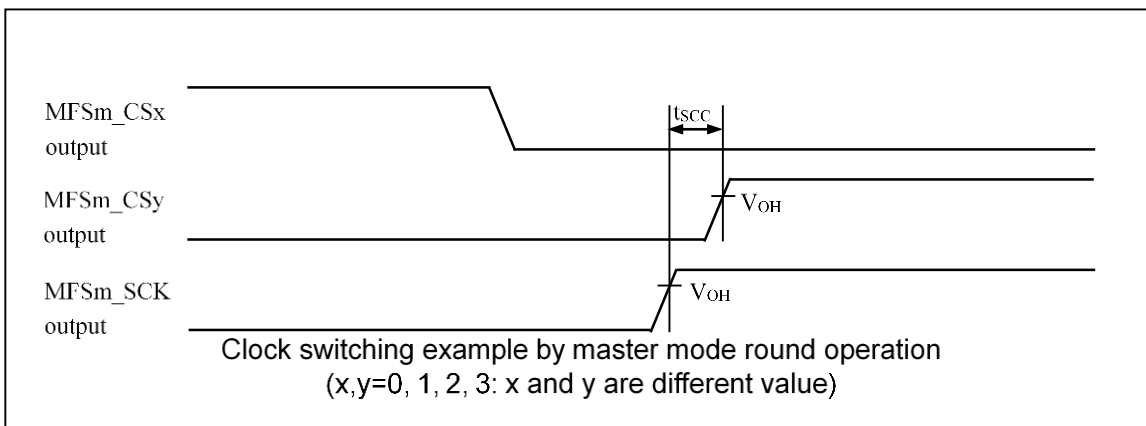 MFSm_CSx
output
tSCC
MFSm_CSy
output
VOH
MFSm_SCK
output
VOH
Clock switching example by master mode round operation
(x,y=0, 1, 2, 3: x and y are different value)